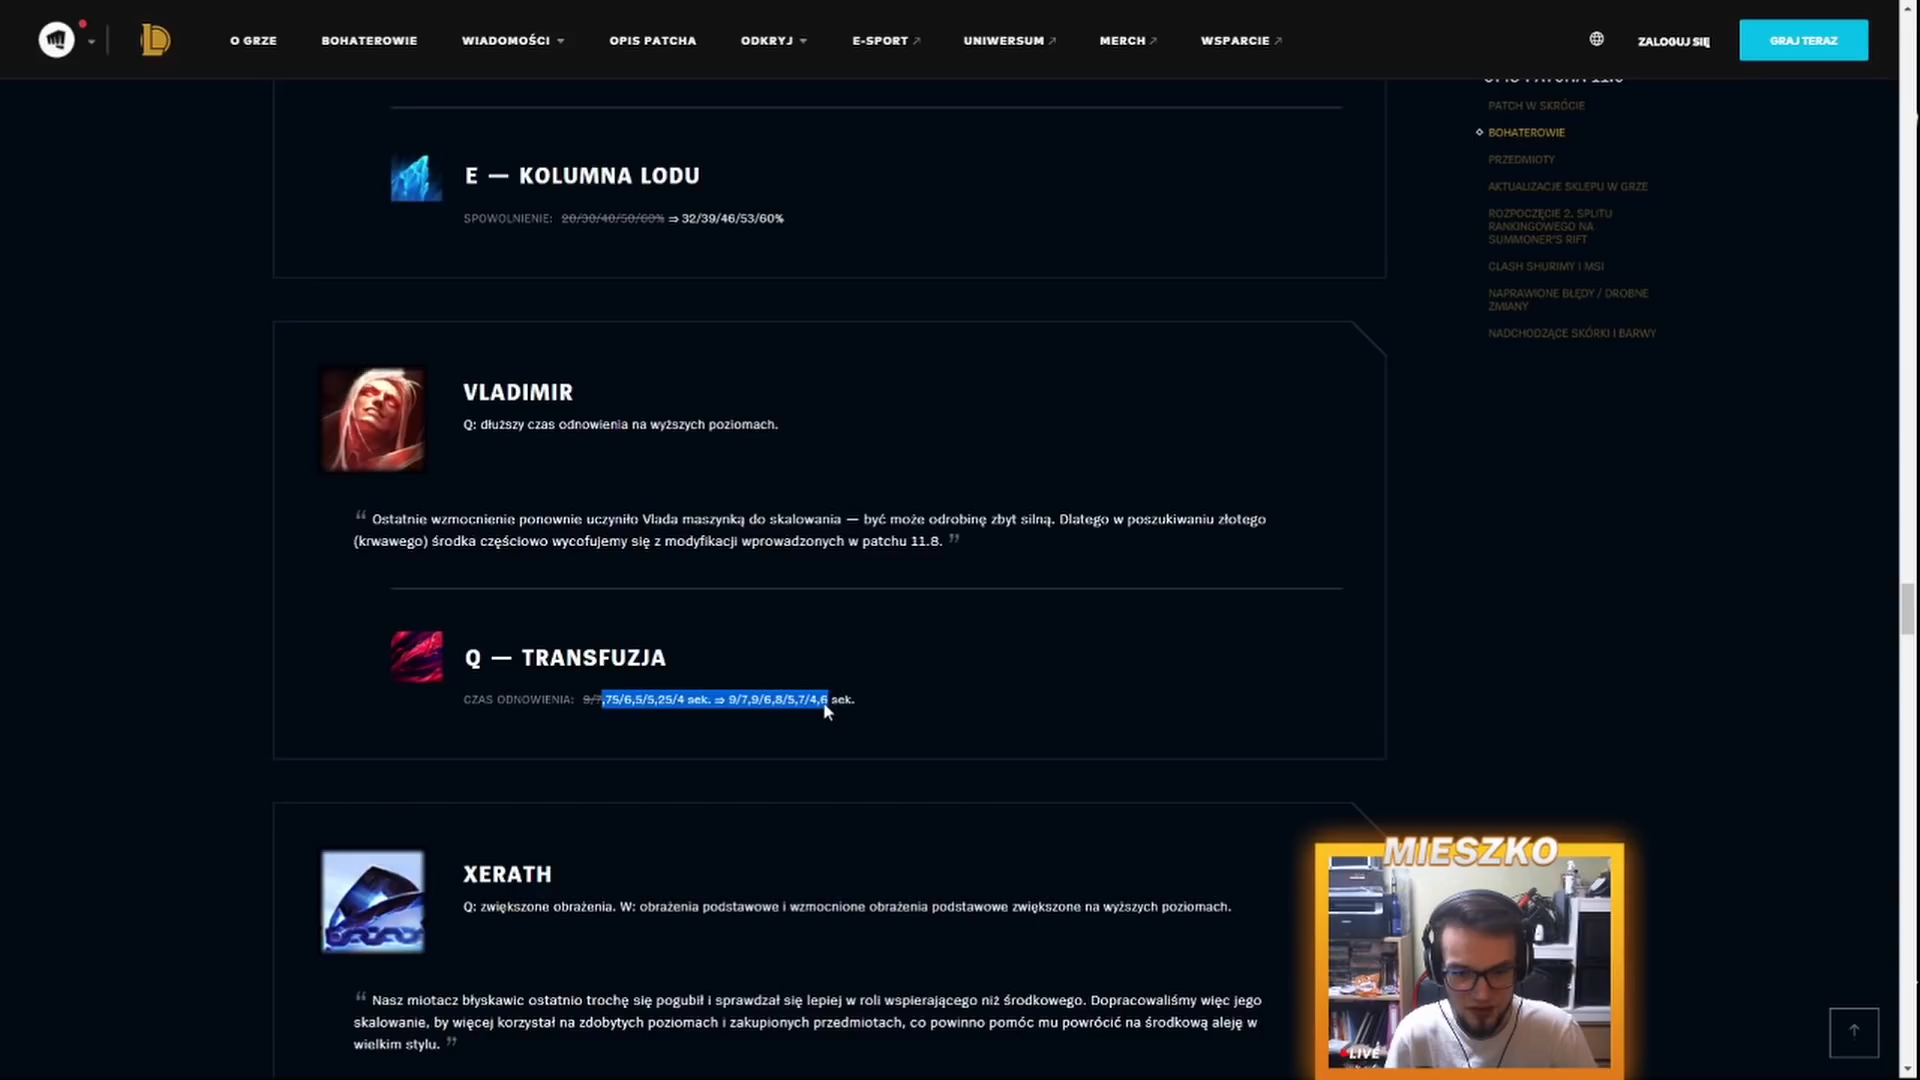 O GRZE
BOHATEROWIE
WIADOMOŚCI
OPIS PATCHA
ODKRYJ
E-SPORT
UNIWERSUM
MERCH
WSPARCIE
ZALOGUJ SIĘ
GRAJ TERAZ
PATCH W SKRÓCIE
BOHATEROWIE
PRZEDMIOTY
AKTUALIZACJE SKLEPU W GRZE
ROZPOCZĘCIE 2. SPLITU
RANKINGOWEGO NA
SUMMONER'S RIFT
CLASH SHURIMY I MSI
NAPRAWIONE BŁĘDY / DROBNE
ZMIANY
NADCHODZĄCE SKÓRKI I BARWY
E — KOLUMNA LODU
SPOWOLNIENIE: 20/30/40/50/60% ⇒ 32/39/46/53/60%
VLADIMIR
Q: dłuższy czas odnowienia na wyższych poziomach.
“ Ostatnie wzmocnienie ponownie uczyniło Vlada maszynką do skalowania — być może odrobinę zbyt silną. Dlatego w poszukiwaniu złotego
(krwawego) środka częściowo wycofujemy się z modyfikacji wprowadzonych w patchu 11.8. ”
Q — TRANSFUZJA
CZAS ODNOWIENIA: 9/7,75/6,5/5,25/4 sek. ⇒ 9/7,9/6,8/5,7/4,6 sek.
XERATH
Q: zwiększone obrażenia. W: obrażenia podstawowe i wzmocnione obrażenia podstawowe zwiększone na wyższych poziomach.
“ Nasz miotacz błyskawic ostatnio trochę się pogubił i sprawdzał się lepiej w roli wspierającego niż środkowego. Dopracowaliśmy więc jego
skalowanie, by więcej korzystał na zdobytych poziomach i zakupionych przedmiotach, co powinno pomóc mu powrócić na środkową aleję w
wielkim stylu. ”
MIESZKO
LIVE